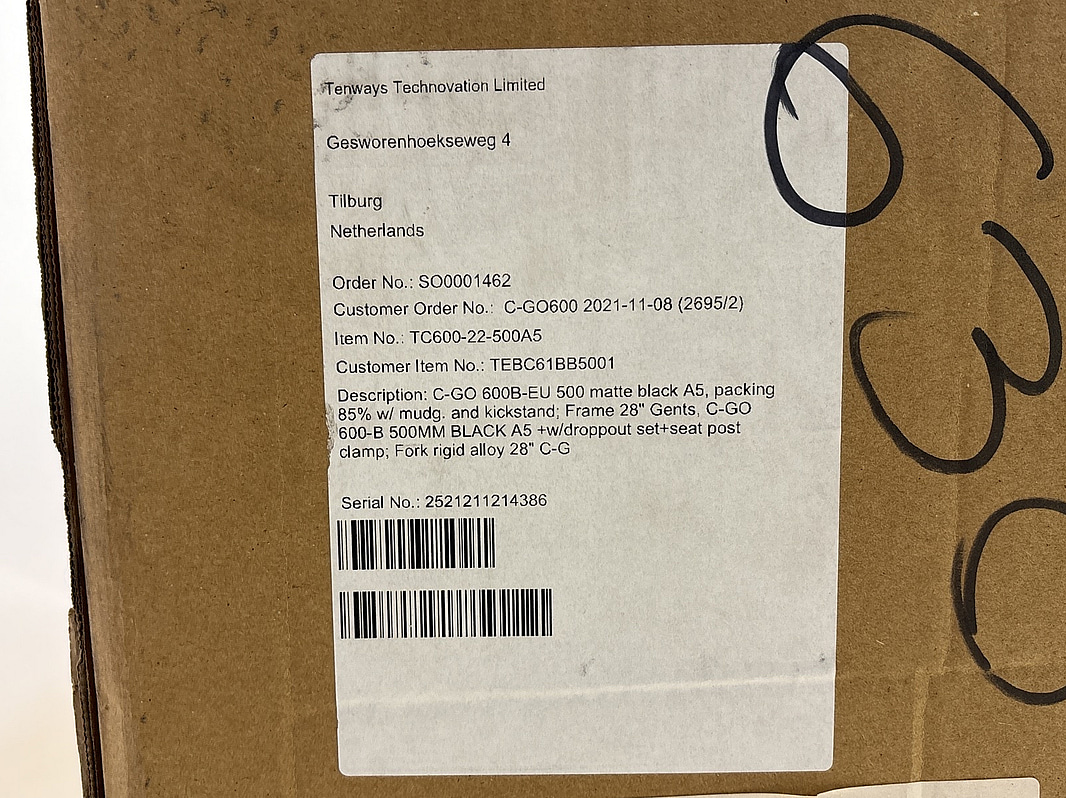 Tenways Technovation Limited
Gesworenhoekseweg 4
Tilburg
Netherlands
Order No.: SO0001462
Customer Order No.:  C-GO600 2021-11-08 (2695/2)
Item No.: TC600-22-500A5
Customer Item No.: TEBC61BB5001
Description: C-GO 600B-EU 500 matte black A5, packing
85% w/ mudg. and kickstand; Frame 28" Gents, C-GO
600-B 500MM BLACK A5 +w/droppout set+seat post
clamp; Fork rigid alloy 28" C-G
Serial No.: 2521211214386